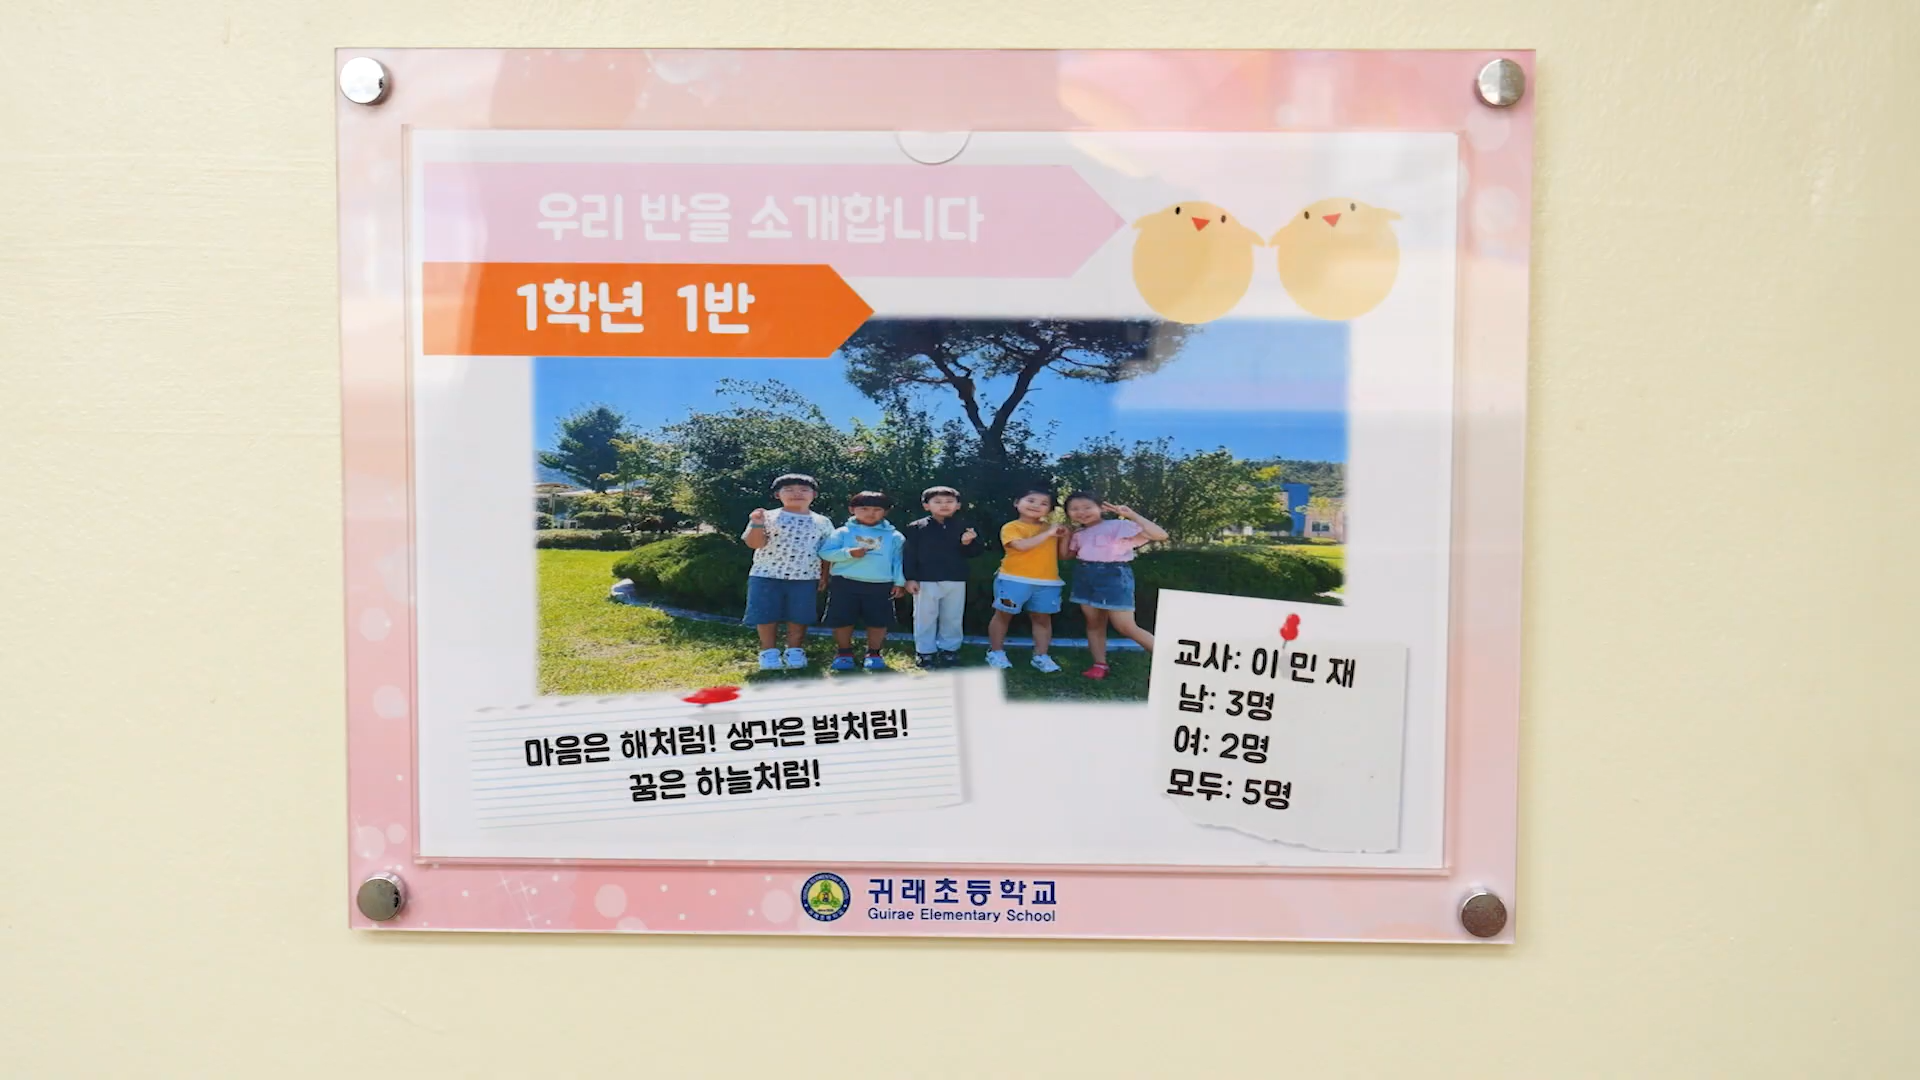 우리 반을 소개합니다
1학년 1반
마음은 해처럼! 생각은 별처럼!
꿈은 하늘처럼!
교사: 이 민 재
남: 3명
여: 2명
모두: 5명
귀래초등학교
Guirae Elementary School